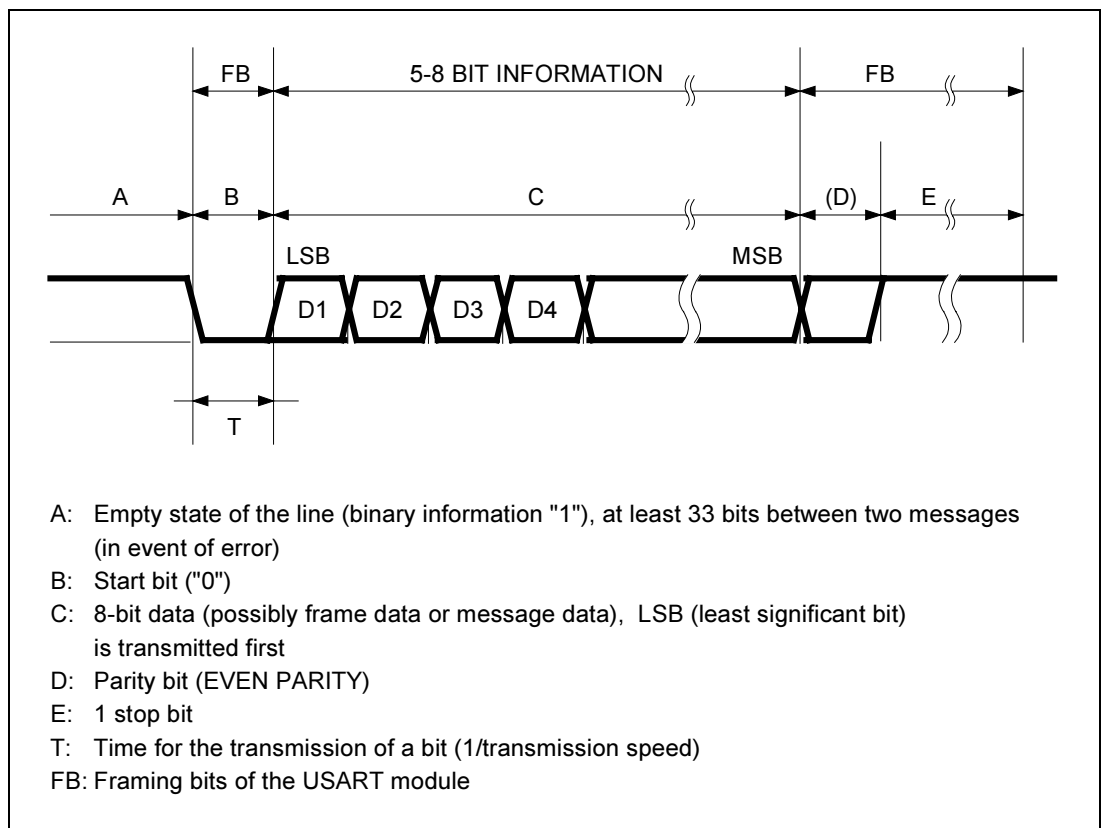 FB 5-8 BIT INFORMATION FB
A B C (D) E
LSB MSB
D1 D2 D3 D4
T
A: Empty state of the line (binary information "1"), at least 33 bits between two messages
(in event of error)
B: Start bit ("0")
C: 8-bit data (possibly frame data or message data), LSB (least significant bit)
is transmitted first
D: Parity bit (EVEN PARITY)
E: 1 stop bit
T: Time for the transmission of a bit (1/transmission speed)
FB: Framing bits of the USART module